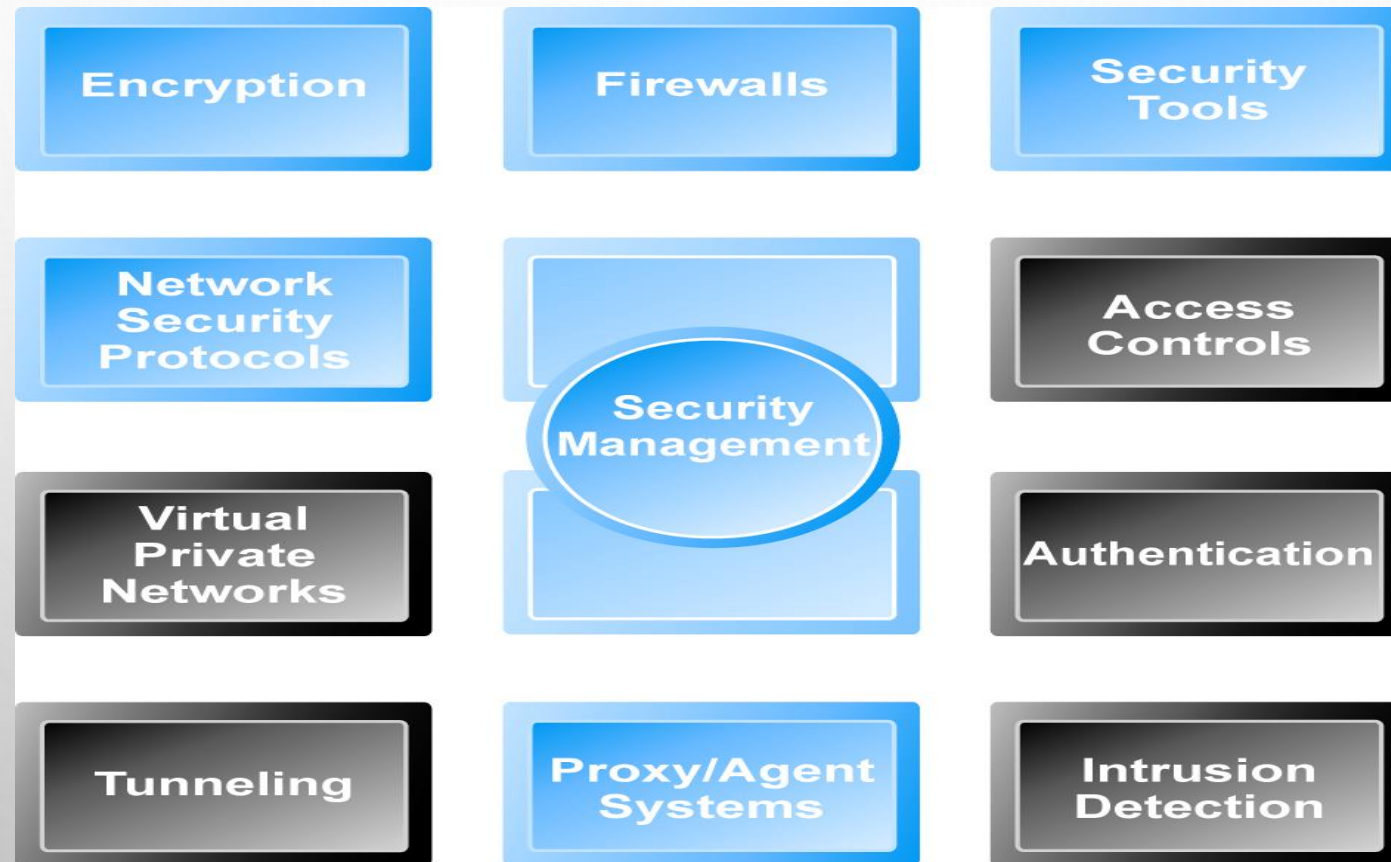 Encryption
Firewalls
Security
Tools
Network
Security
Protocols
Security
Management
Access
Controls
Virtual
Private
Networks
Authentication
Tunneling
Proxy/Agent
Systems
Intrusion
Detection